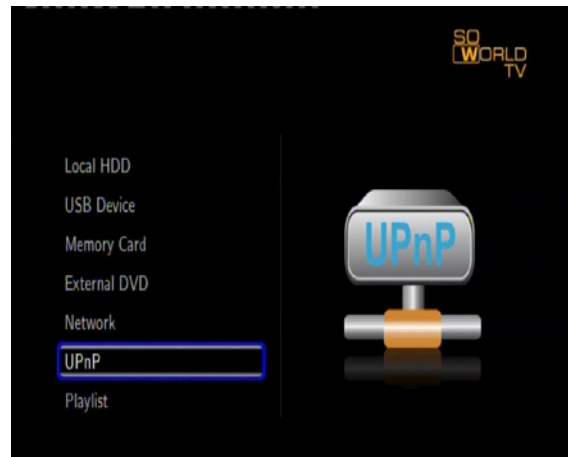 SO
WORLD
TV
Local HDD
USB Device
Memory Card
External DVD
Network
UPnP
Playlist
UPnP